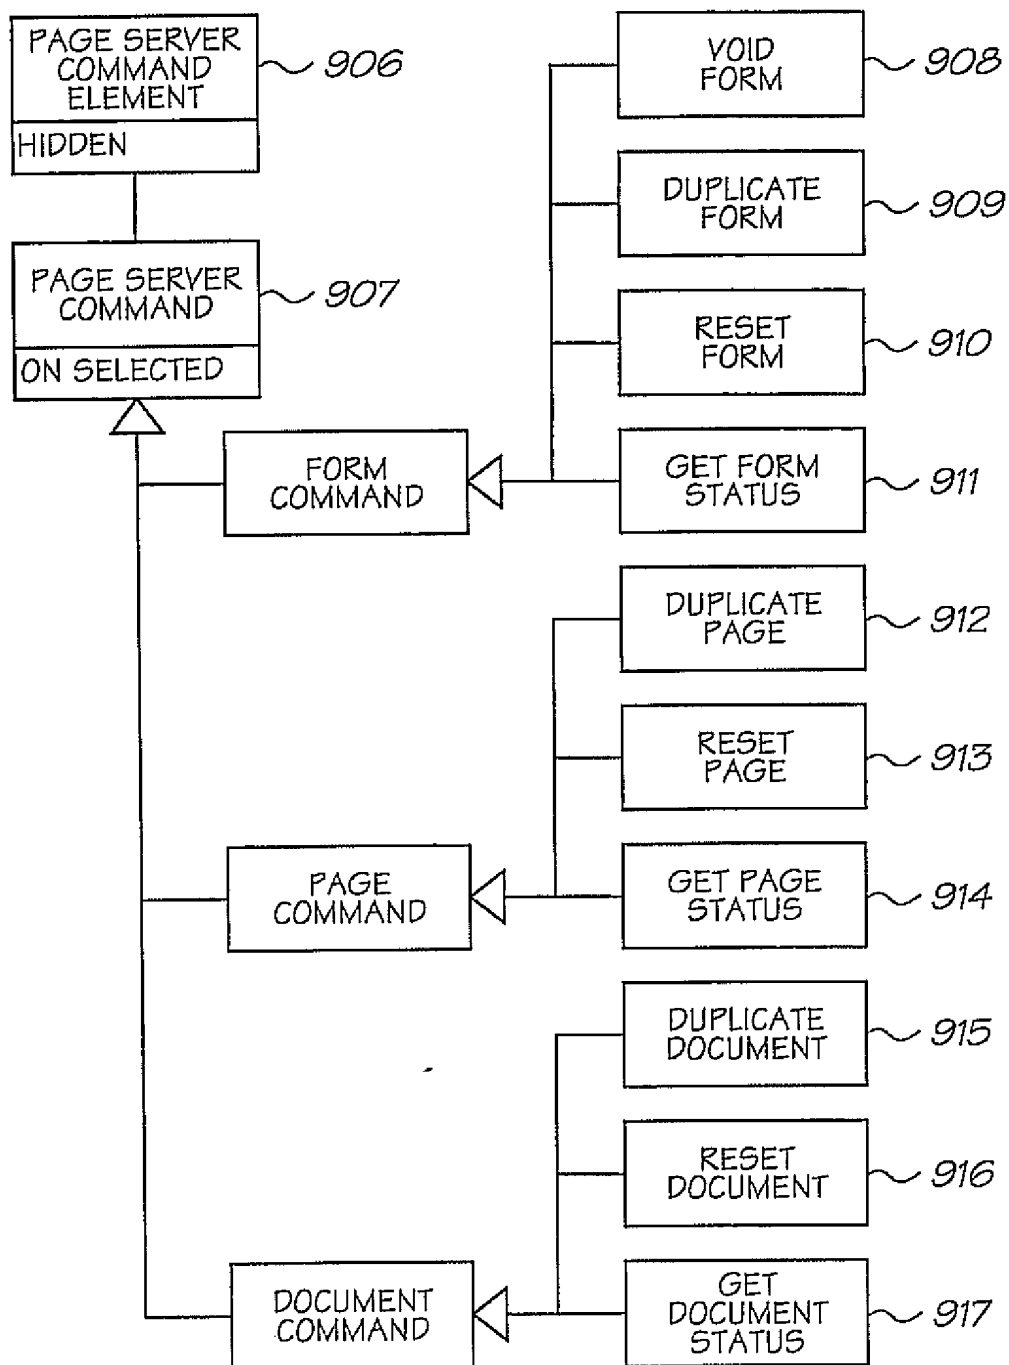 PAGE SERVER
COMMAND
ELEMENT
906
HIDDEN
PAGE SERVER
COMMAND
907
ON SELECTED
FORM
COMMAND
VOID
FORM
908
DUPLICATE
FORM
909
RESET
FORM
910
GET FORM
STATUS
911
PAGE
COMMAND
DUPLICATE
PAGE
912
RESET
PAGE
913
GET PAGE
STATUS
914
DOCUMENT
COMMAND
DUPLICATE
DOCUMENT
915
RESET
DOCUMENT
916
GET
DOCUMENT
STATUS
917